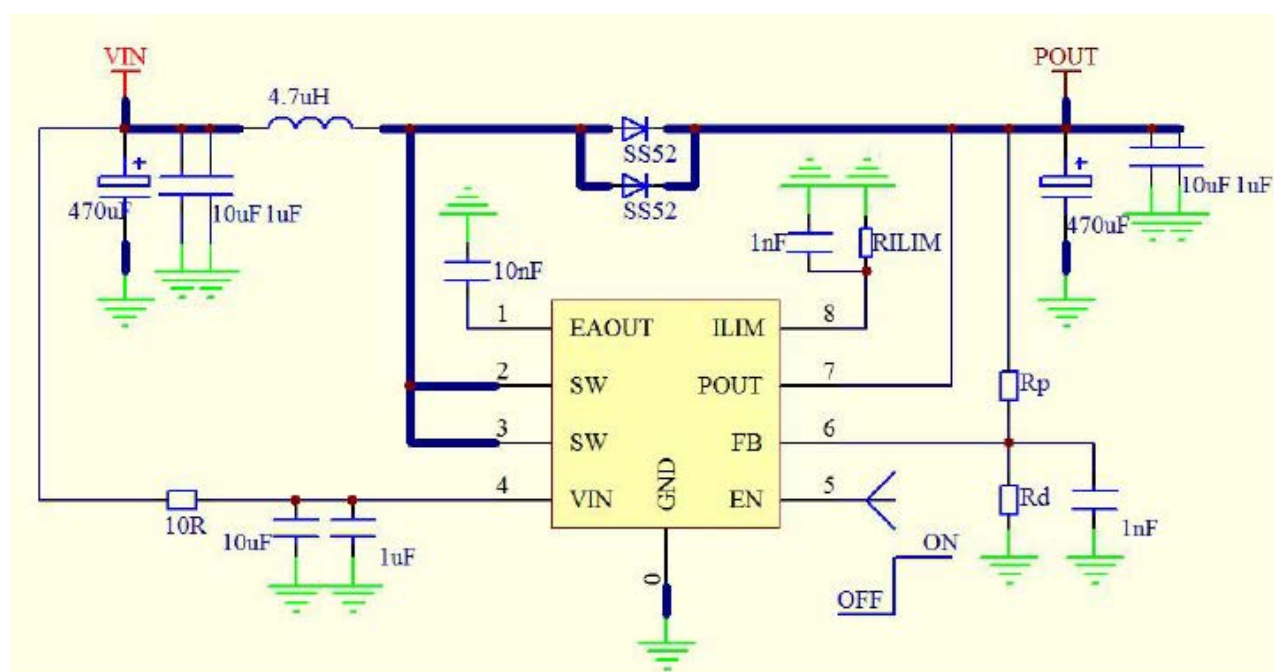 VIN
POUT
4.7uH
SS52
SS52
470uF
10uF 1uF
10nF
1nF
RILIM
470uF
10uF 1uF
1
EAOUT
ILIM
8
2
SW
POUT
7
Rp
3
SW
FB
6
4
VIN
GND
EN
5
Rd
10R
10uF
1uF
1nF
0
ON
OFF